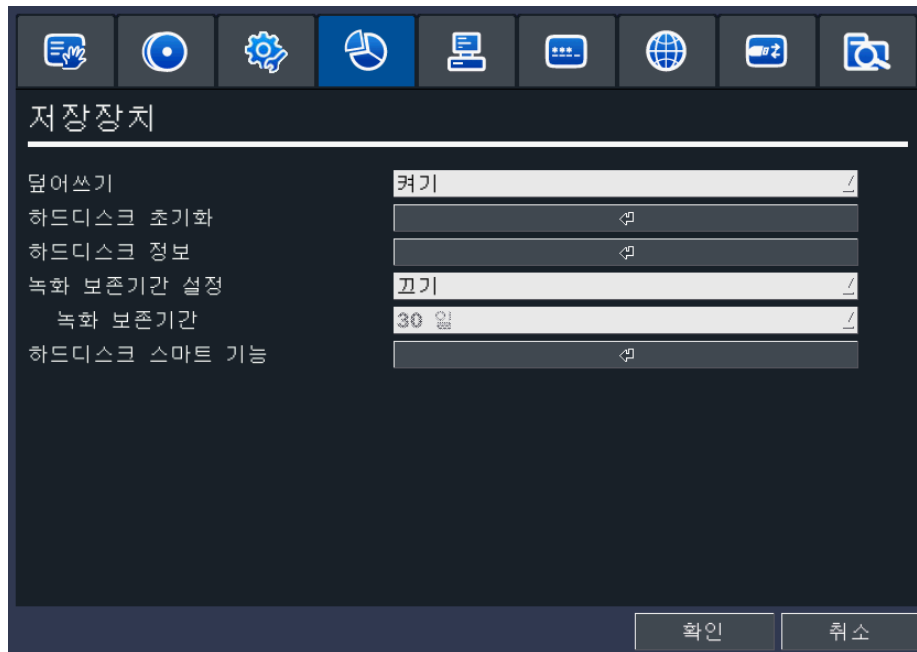 저장장치
덮어쓰기 켜기
하드디스크 초기화
하드디스크 정보
녹화 보존기간 설정 끄기
녹화 보존기간 30 일
하드디스크 스마트 기능
확인 취소